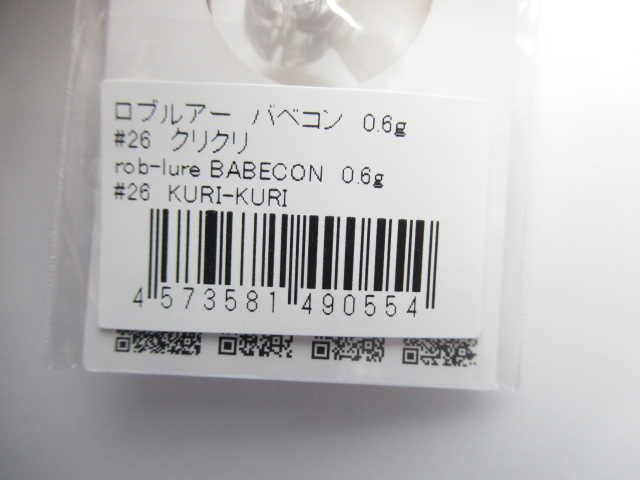 ロブルアー　バベコン　0.6g
#26　クリクリ
rob-lure BABECON　0.6g
#26　KURI-KURI
4 573581 490554